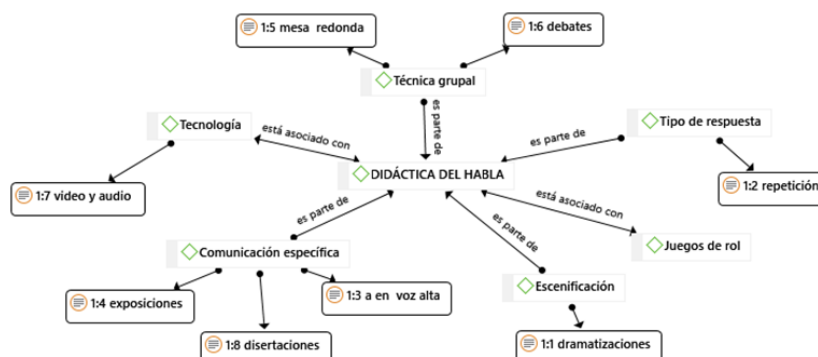 1:5 mesa redonda
1:6 debates
Técnica grupal
es parte de
Tecnología
está asociado con
Tipo de respuesta
es parte de
1:7 video y audio
DIDÁCTICA DEL HABLA
1:2 repetición
es parte de
está asociado con
es parte de
Comunicación específica
Juegos de rol
Escenificación
1:4 exposiciones
1:3 a en voz alta
1:8 disertaciones
1:1 dramatizaciones